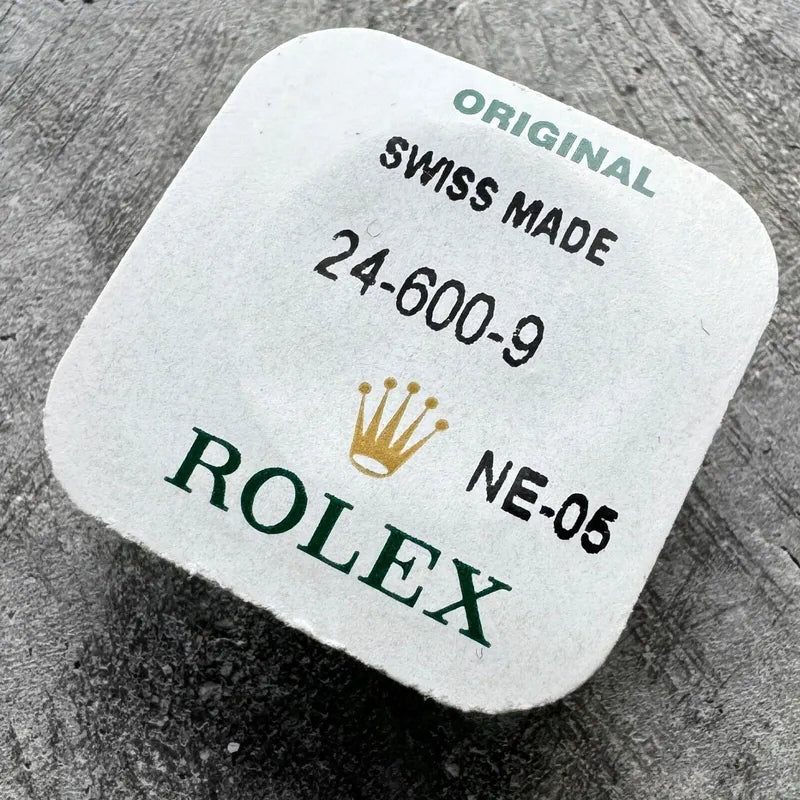 ORIGINAL
SWISS MADE
24-600-9
NE-05
ROLEX